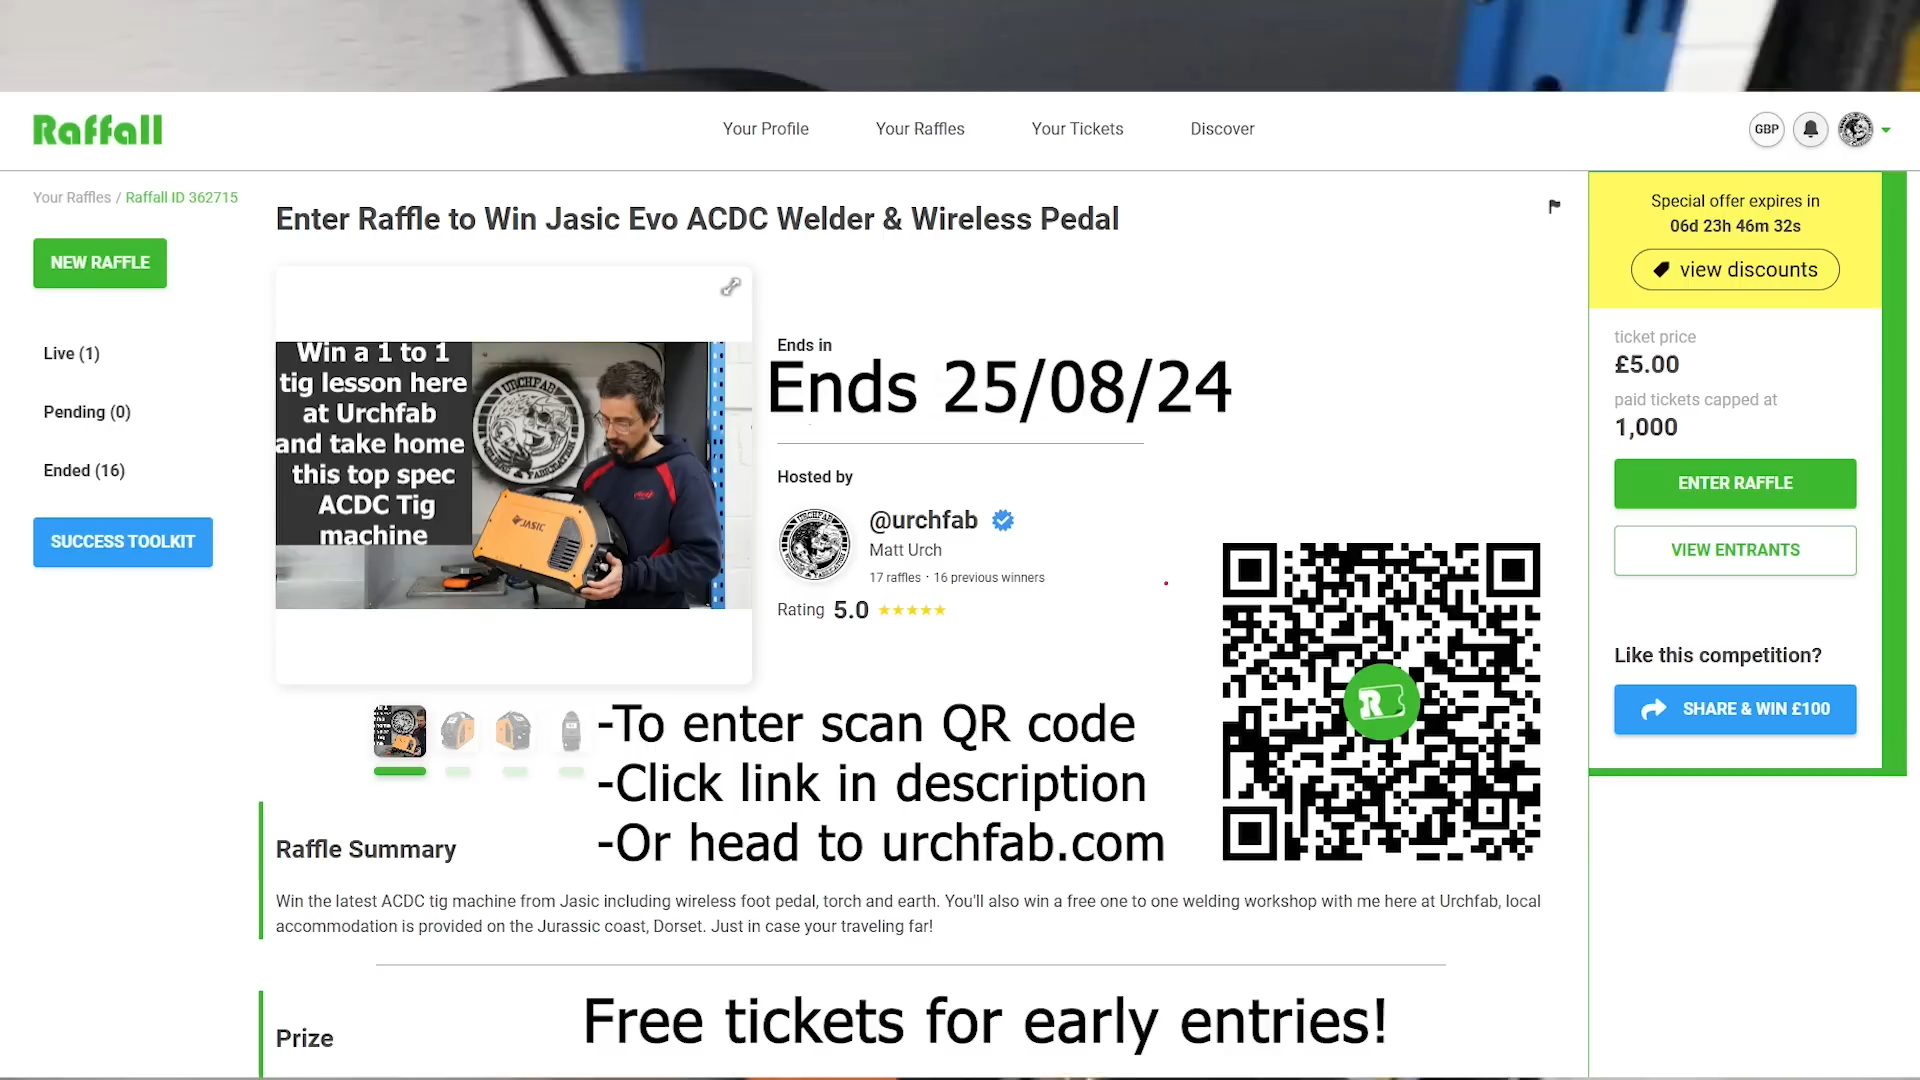 Raffall
Your Profile
Your Raffles
Your Tickets
Discover
GBP
Your Raffles / Raffall ID 362715
NEW RAFFLE
Live (1)
Pending (0)
Ended (16)
SUCCESS TOOLKIT
Enter Raffle to Win Jasic Evo ACDC Welder & Wireless Pedal
Win a 1 to 1
tig lesson here
at Urchfab
and take home
this top spec
ACDC Tig
machine
URCHFAB
JASIC
Ends in
Ends 25/08/24
Hosted by
URCHFAB
@urchfab
Matt Urch
17 raffles · 16 previous winners
Rating 5.0
-To enter scan QR code
-Click link in description
-Or head to urchfab.com
R
Raffle Summary
Win the latest ACDC tig machine from Jasic including wireless foot pedal, torch and earth. You'll also win a free one to one welding workshop with me here at Urchfab, local
accommodation is provided on the Jurassic coast, Dorset. Just in case your traveling far!
Prize
Free tickets for early entries!
Special offer expires in
06d 23h 46m 32s
view discounts
ticket price
£5.00
paid tickets capped at
1,000
ENTER RAFFLE
VIEW ENTRANTS
Like this competition?
SHARE & WIN £100